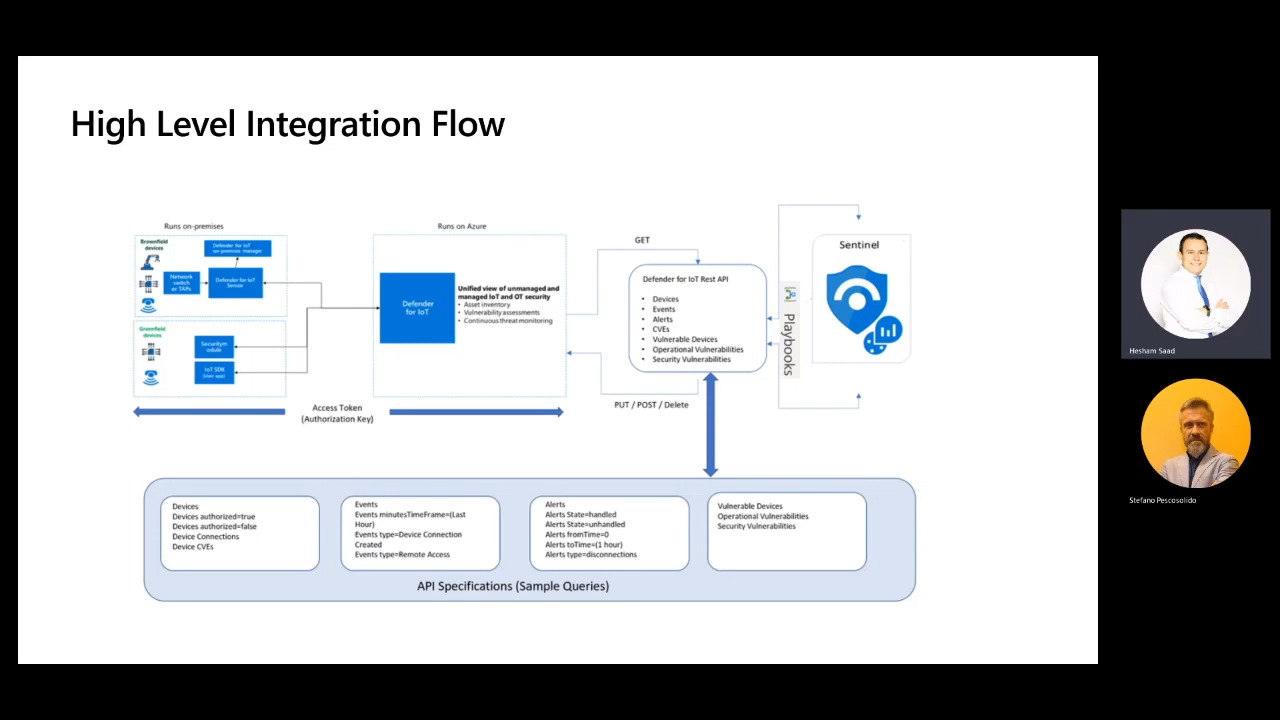 High Level Integration Flow
Runs on-premises
Brownfield
devices
Defender for IoT
on-premises manager
Network
switch
or TAPs
Defender for IoT
Sensor
Greenfield
devices
Securitym
odule
IoT SDK
(User app)
Access Token
(Authorization Key)
Runs on Azure
Defender
for IoT
Unified view of unmanaged and
managed IoT and OT security
• Asset inventory
• Vulnerability assessments
• Continuous threat monitoring
GET
PUT / POST / Delete
Defender for IoT Rest API
• Devices
• Events
• Alerts
• CVEs
• Vulnerable Devices
• Operational Vulnerabilities
• Security Vulnerabilities
Playbooks
Sentinel
Devices
Devices authorized=true
Devices authorized=false
Device Connections
Device CVEs
Events
Events minutesTimeFrame=(Last
Hour)
Events type=Device Connection
Created
Events type=Remote Access
Alerts
Alerts State=handled
Alerts State=unhandled
Alerts fromTime=0
Alerts toTime=(1 hour)
Alerts type=disconnections
Vulnerable Devices
Operational Vulnerabilities
Security Vulnerabilities
API Specifications (Sample Queries)
Hesham Saad
Stefano Pescosolido